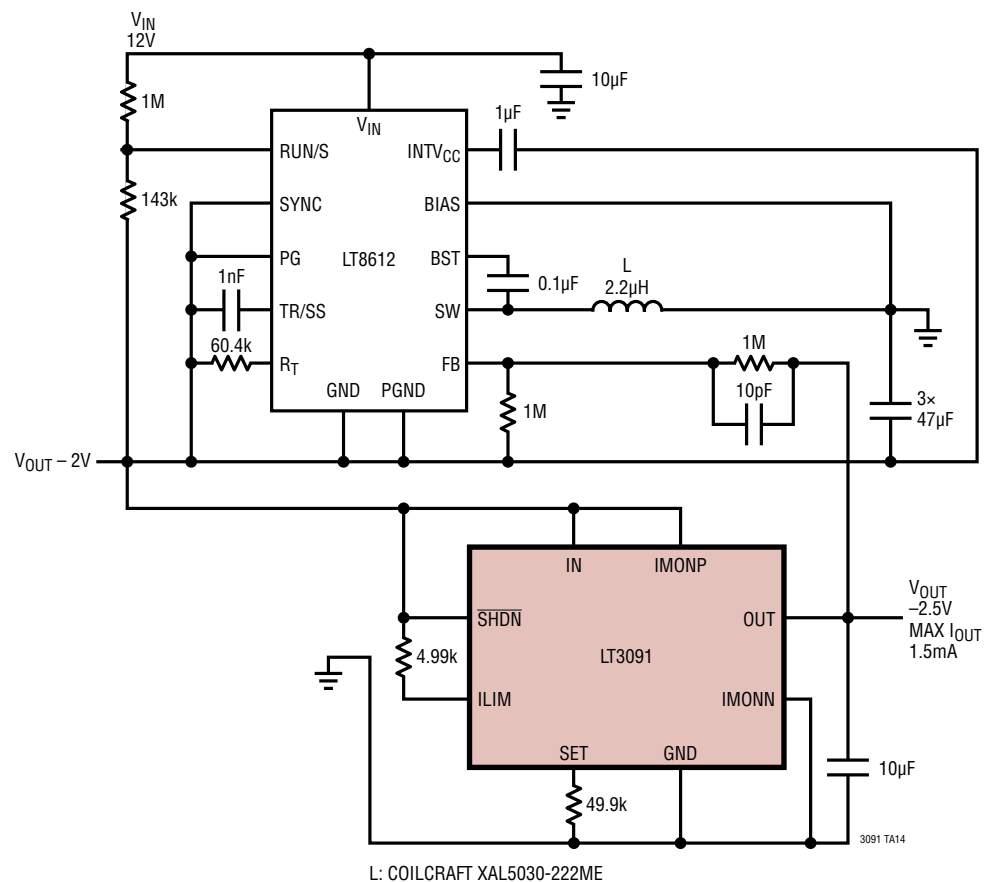 VIN
12V
10µF
1M
1µF
VIN
RUN/S
INTVCC
143k
SYNC
BIAS
PG
LT8612
BST
1nF
0.1µF
L
2.2µH
TR/SS
SW
60.4k
1M
RT
FB
10pF
GND
PGND
1M
3×
47µF
VOUT – 2V
IN
IMONP
VOUT
–2.5V
MAX IOUT
1.5mA
SHDN
OUT
4.99k
LT3091
ILIM
IMONN
SET
GND
10µF
49.9k
3091 TA14
L: COILCRAFT XAL5030-222ME